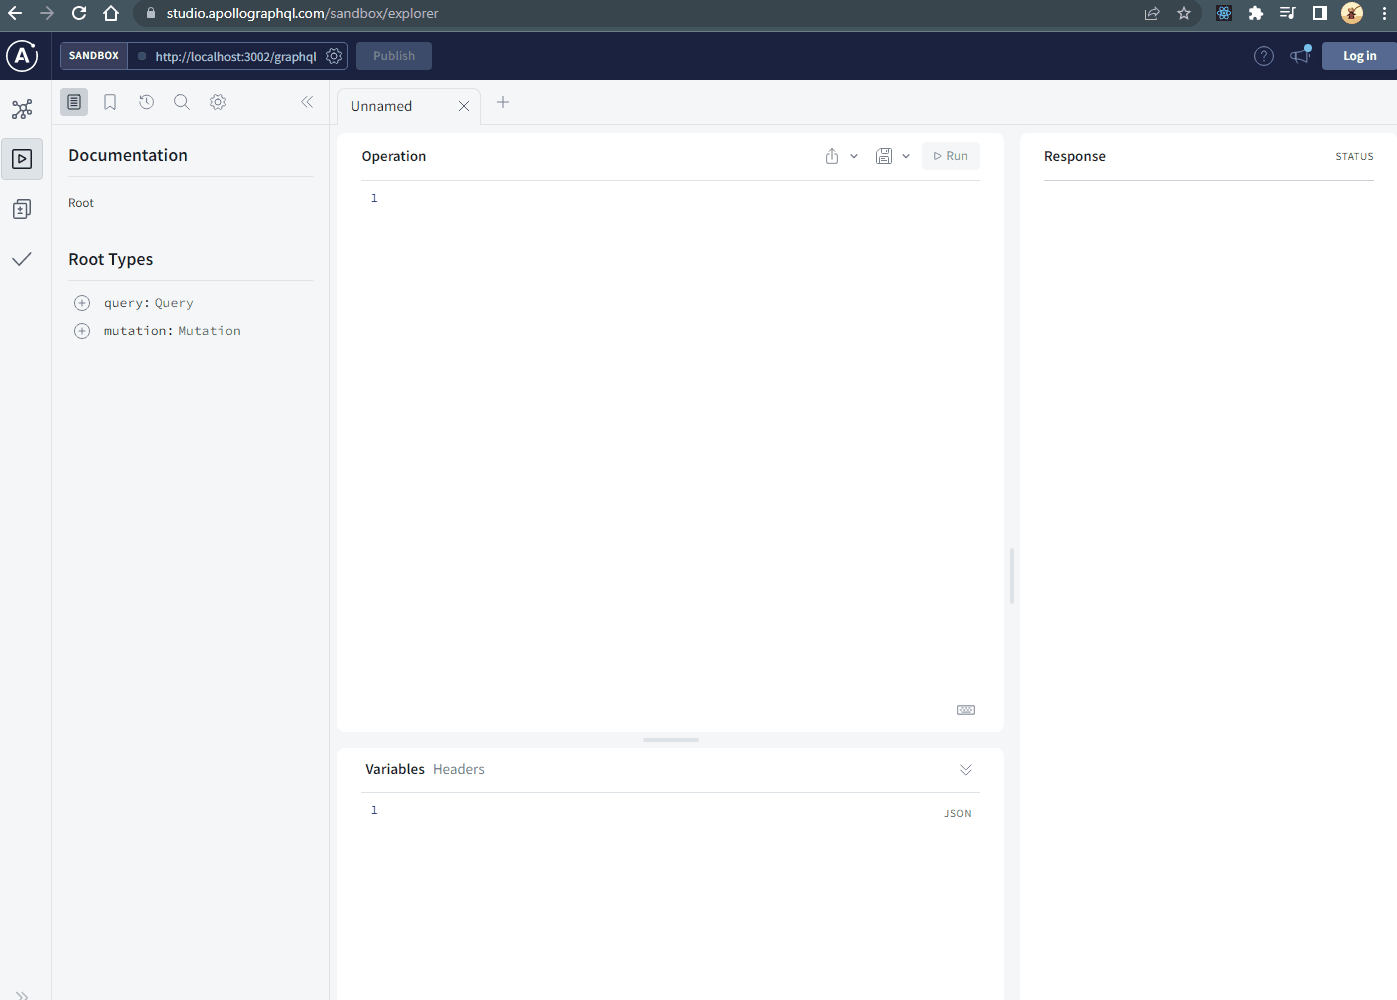 studio.apollographql.com/sandbox/explorer
SANDBOX http://localhost:3002/graphql Publish Log in
Unnamed
Documentation
Root
Root Types
query: Query
mutation: Mutation
Operation Run
1
Variables Headers
1 JSON
Response STATUS